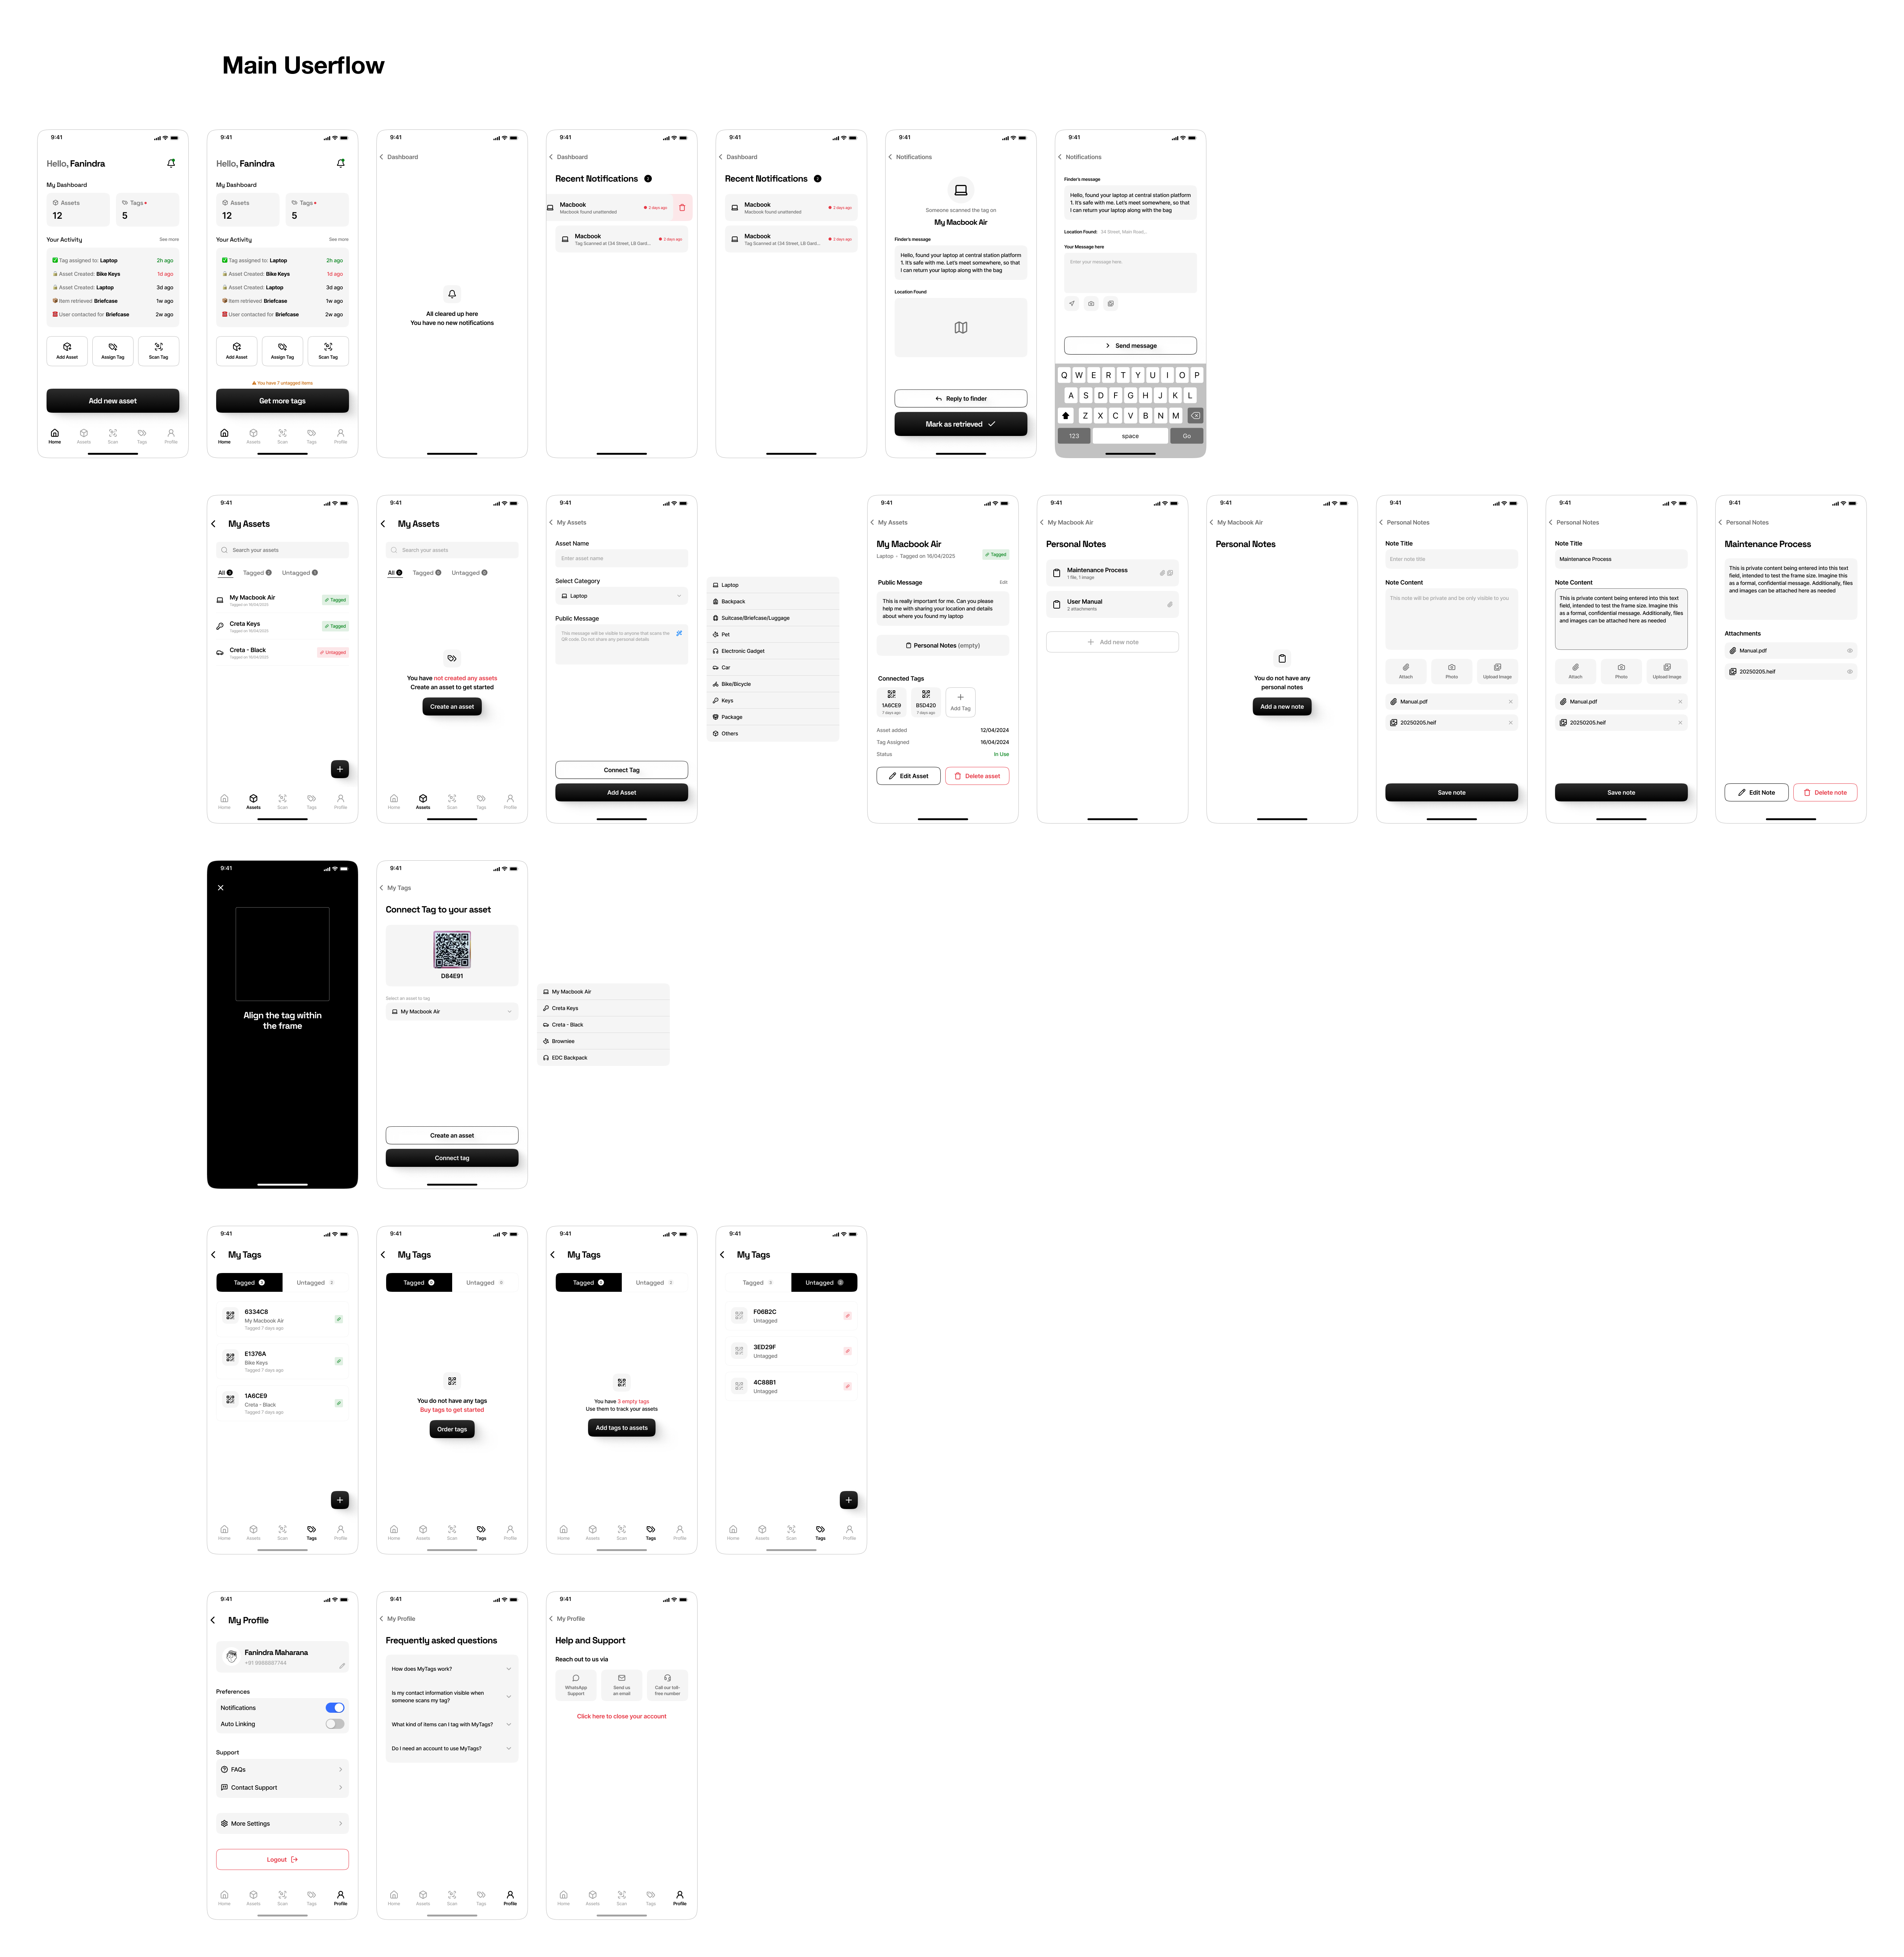 Main Userflow
9:41
Hello, Fanindra
My Dashboard
Assets
12
Tags
5
Your Activity
See more
Tag assigned to: Laptop
2h ago
Asset Created: Bike Keys
1d ago
Asset Created: Laptop
3d ago
Item retrieved Briefcase
1w ago
User contacted for Briefcase
2w ago
Add Asset
Assign Tag
Scan Tag
Add new asset
Home
Assets
Scan
Tags
Profile
9:41
Hello, Fanindra
My Dashboard
Assets
12
Tags
5
Your Activity
See more
Tag assigned to: Laptop
2h ago
Asset Created: Bike Keys
1d ago
Asset Created: Laptop
3d ago
Item retrieved Briefcase
1w ago
User contacted for Briefcase
2w ago
Add Asset
Assign Tag
Scan Tag
You have 7 untagged items
Get more tags
Home
Assets
Scan
Tags
Profile
9:41
Dashboard
All cleared up here
You have no new notifications
9:41
Dashboard
Recent Notifications
Macbook
Macbook found unattended
2 days ago
Macbook
Tag Scanned at (34 Street, LB Gard...
2 days ago
9:41
Dashboard
Recent Notifications
Macbook
Macbook found unattended
2 days ago
Macbook
Tag Scanned at (34 Street, LB Gard...
2 days ago
9:41
Notifications
Someone scanned the tag on
My Macbook Air
Finder's message
Hello, found your laptop at central station platform
1. It's safe with me. Let's meet somewhere, so that
I can return your laptop along with the bag
Location Found
Reply to finder
Mark as retrieved
9:41
Notifications
Finder's message
Hello, found your laptop at central station platform
1. It's safe with me. Let's meet somewhere, so that
I can return your laptop along with the bag
Location Found: 34 Street, Main Road,..
Your Message here
Enter your message here.
Send message
Q W E R T Y U I O P
A S D F G H J K L
Z X C V B N M
123 space Go
9:41
My Assets
Search your assets
All
Tagged
Untagged
My Macbook Air
Tagged on 16/04/2025
Tagged
Creta Keys
Tagged on 16/04/2025
Tagged
Creta - Black
Tagged on 16/04/2025
Untagged
Home
Assets
Scan
Tags
Profile
9:41
My Assets
Search your assets
All
Tagged
Untagged
You have not created any assets
Create an asset to get started
Create an asset
Home
Assets
Scan
Tags
Profile
9:41
My Assets
Asset Name
Enter asset name
Select Category
Laptop
Public Message
This message will be visible to anyone that scans the
QR code. Do not share any personal details
Connect Tag
Add Asset
Laptop
Backpack
Suitcase/Briefcase/Luggage
Pet
Electronic Gadget
Car
Bike/Bicycle
Keys
Package
Others
9:41
My Assets
My Macbook Air
Laptop - Tagged on 16/04/2025
Tagged
Public Message
Edit
This is really important for me. Can you please
help me with sharing your location and details
about where you found my laptop
Personal Notes (empty)
Connected Tags
1A6CE9
7 days ago
B5D420
7 days ago
Add Tag
Asset added
12/04/2024
Tag Assigned
16/04/2024
Status
In Use
Edit Asset
Delete asset
9:41
My Macbook Air
Personal Notes
Maintenance Process
1 file, 1 image
User Manual
2 attachments
Add new note
9:41
My Macbook Air
Personal Notes
You do not have any
personal notes
Add a new note
9:41
Personal Notes
Note Title
Enter note title
Note Content
This note will be private and be only visible to you
Attach
Photo
Upload Image
Manual.pdf
20250205.heif
Save note
9:41
Personal Notes
Note Title
Maintenance Process
Note Content
This is private content being entered into this text
field, intended to test the frame size. Imagine this
as a formal, confidential message. Additionally, files
and images can be attached here as needed
Attach
Photo
Upload Image
Manual.pdf
20250205.heif
Save note
9:41
Personal Notes
Maintenance Process
This is private content being entered into this text
field, intended to test the frame size. Imagine this
as a formal, confidential message. Additionally, files
and images can be attached here as needed
Attachments
Manual.pdf
20250205.heif
Edit Note
Delete note
9:41
Align the tag within
the frame
9:41
My Tags
Connect Tag to your asset
D84E91
Select an asset to tag
My Macbook Air
Create an asset
Connect tag
My Macbook Air
Creta Keys
Creta - Black
Browniee
EDC Backpack
9:41
My Tags
Tagged
Untagged
6334C8
My Macbook Air
Tagged 7 days ago
E1376A
Bike Keys
Tagged 7 days ago
1A6CE9
Creta - Black
Tagged 7 days ago
Home
Assets
Scan
Tags
Profile
9:41
My Tags
Tagged
Untagged
You do not have any tags
Buy tags to get started
Order tags
Home
Assets
Scan
Tags
Profile
9:41
My Tags
Tagged
Untagged
You have 3 empty tags
Use them to track your assets
Add tags to assets
Home
Assets
Scan
Tags
Profile
9:41
My Tags
Tagged
Untagged
F06B2C
Untagged
3ED29F
Untagged
4C88B1
Untagged
Home
Assets
Scan
Tags
Profile
9:41
My Profile
Fanindra Maharana
+91 9988867744
Preferences
Notifications
Auto Linking
Support
FAQs
Contact Support
More Settings
Logout
Home
Assets
Scan
Tags
Profile
9:41
My Profile
Frequently asked questions
How does MyTags work?
Is my contact information visible when
someone scans my tag?
What kind of items can I tag with MyTags?
Do I need an account to use MyTags?
Home
Assets
Scan
Tags
Profile
9:41
My Profile
Help and Support
Reach out to us via
WhatsApp
Support
Send us
an email
Call our toll-
free number
Click here to close your account
Home
Assets
Scan
Tags
Profile